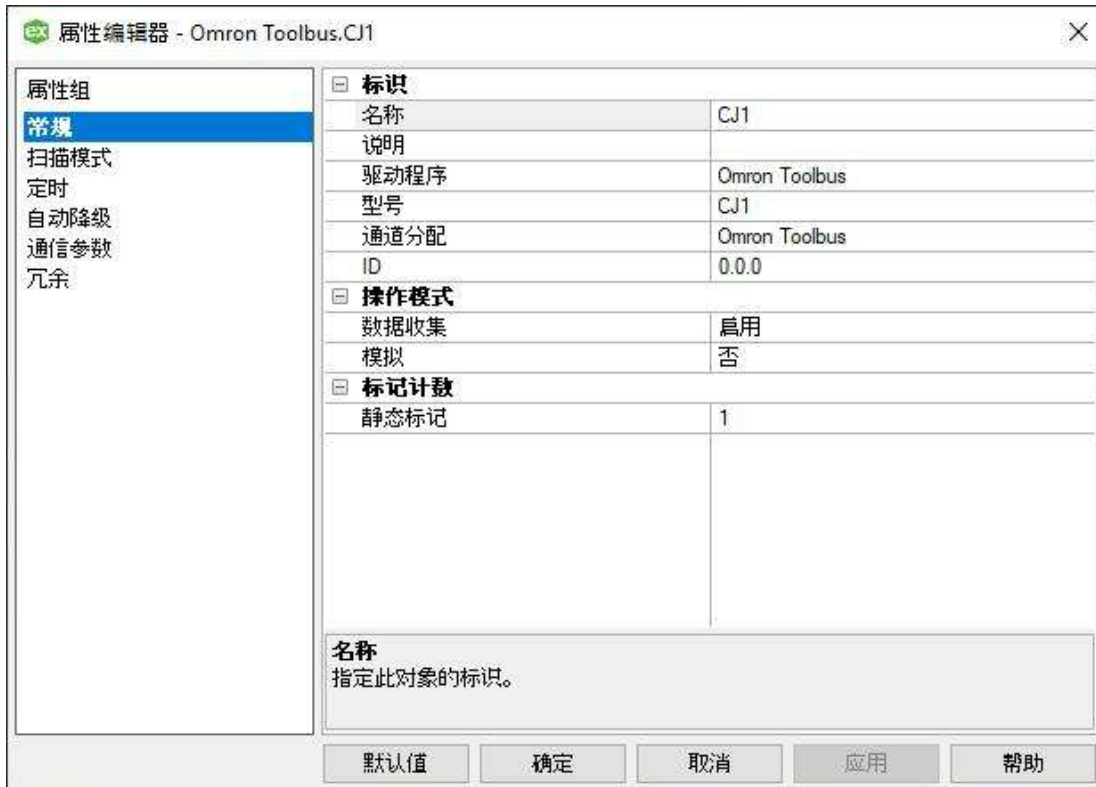 属性编辑器 - Omron Toolbus.CJ1
属性组
常规
扫描模式
定时
自动降级
通信参数
冗余
标识
名称 CJ1
说明
驱动程序 Omron Toolbus
型号 CJ1
通道分配 Omron Toolbus
ID 0.0.0
操作模式
数据收集 启用
模拟 否
标记计数
静态标记 1
名称
指定此对象的标识。
默认值 确定 取消 应用 帮助